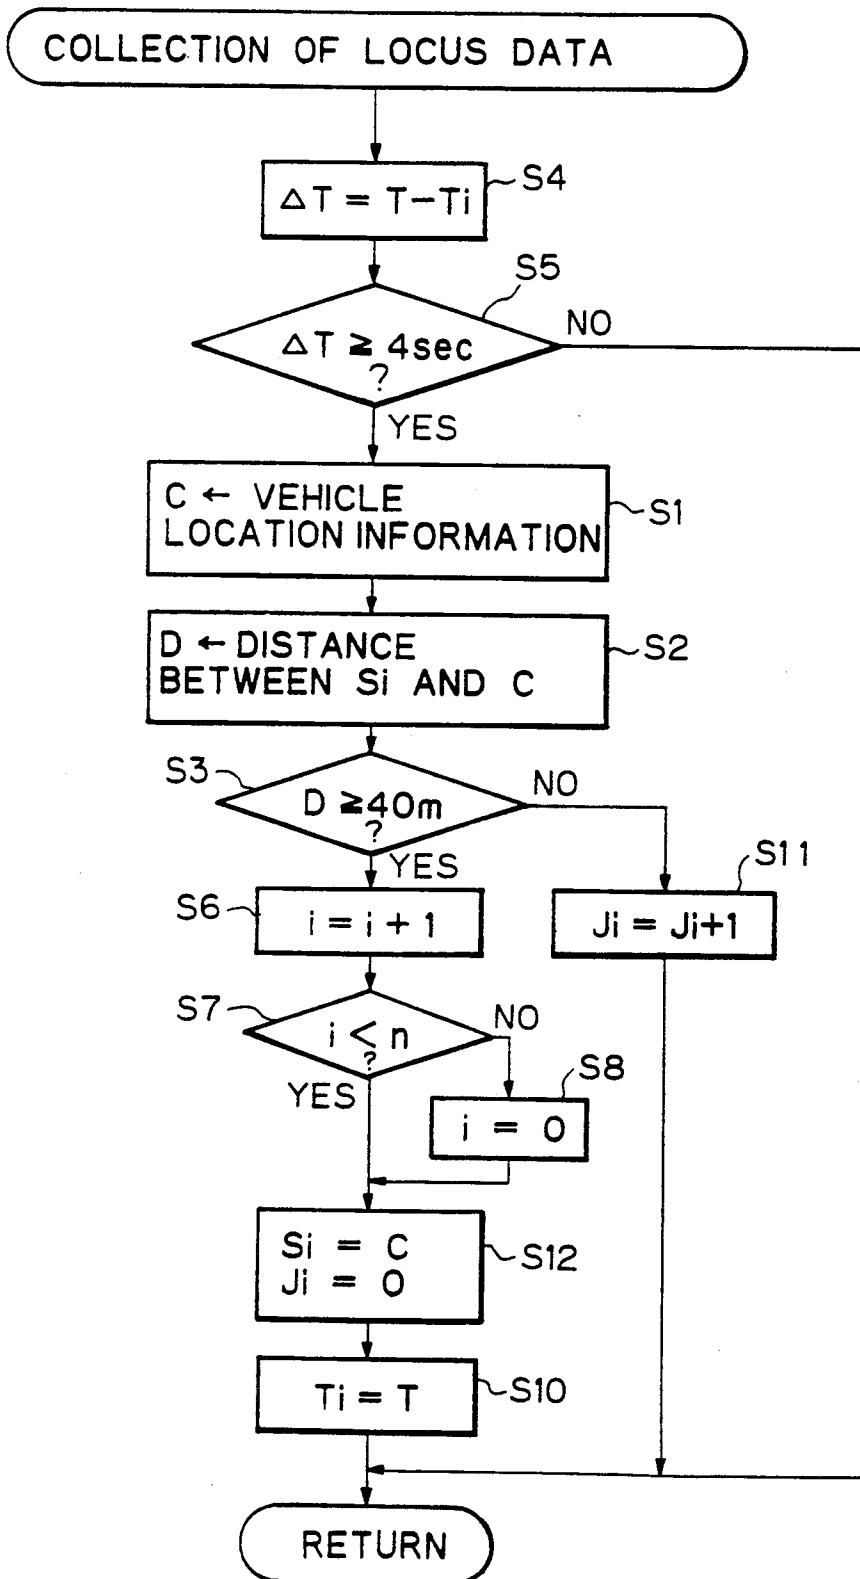 COLLECTION OF LOCUS DATA
△T = T-Ti
S4
S5
△T ≧ 4sec
?
NO
YES
C ← VEHICLE
LOCATION INFORMATION
S1
D ← DISTANCE
BETWEEN Si AND C
S2
S3
D ≧40m
?
NO
YES
S11
S6
i = i + 1
Ji = Ji+1
S7
i < n
?
NO
YES
S8
i = 0
Si = C
Ji = 0
S12
Ti = T
S10
RETURN